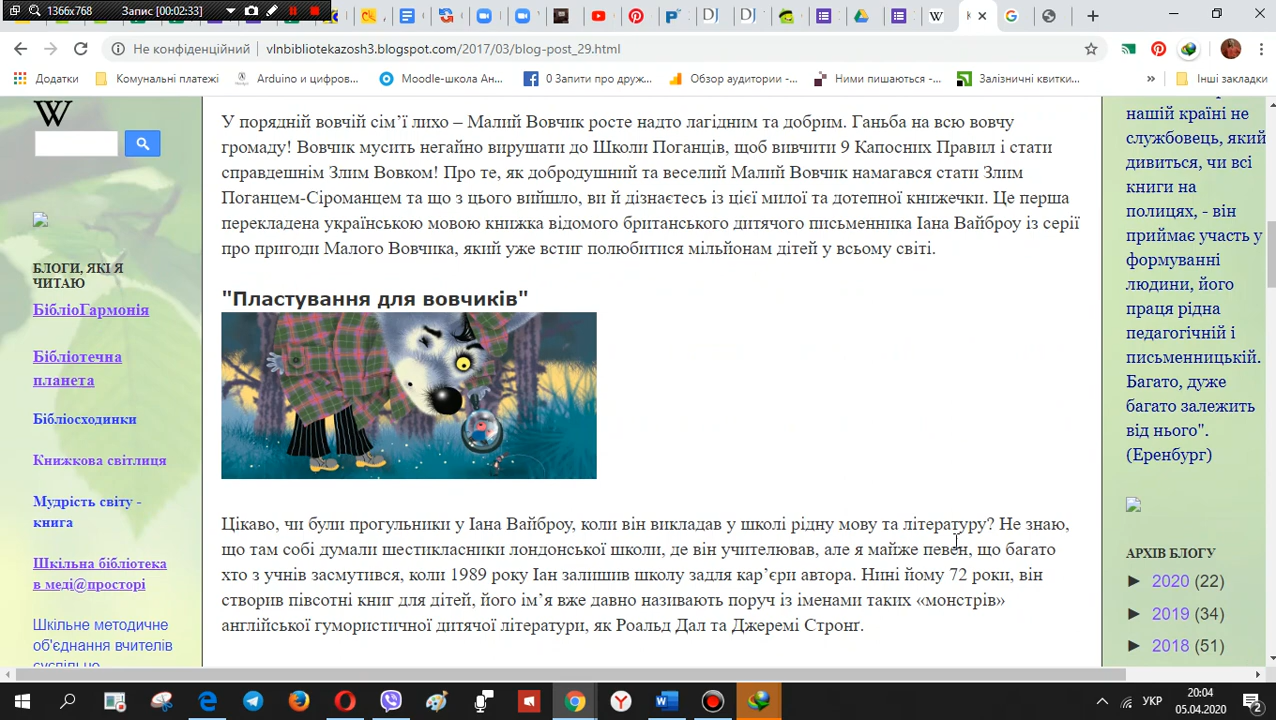 1366x768
Запис [00:02:33]
Не конфіденційний
vlnbibliotekazosh3.blogspot.com/2017/03/blog-post_29.html
Додатки
Комунальні платежі
Arduino и цифров...
Moodle-школа Ан...
0 Запити про друж...
Обзор аудитории -...
Ними пишаються -...
Залізничні квитки...
»
Інші закладки
W
БЛОГИ, ЯКІ Я
ЧИТАЮ
БібліоГармонія
Бібліотечна
планета
Бібліосходинки
Книжкова світлиця
Мудрість світу -
книга
Шкільна бібліотека
в меді@просторі
Шкільне методичне
об'єднання вчителів
суспільно
У порядній вовчій сім’ї лихо – Малий Вовчик росте надто лагідним та добрим. Ганьба на всю вовчу
громаду! Вовчик мусить негайно вирушати до Школи Поганців, щоб вивчити 9 Капосних Правил і стати
справдешнім Злим Вовком! Про те, як добродушний та веселий Малий Вовчик намагався стати Злим
Поганцем-Сіроманцем та що з цього вийшло, ви й дізнаєтесь із цієї милої та дотепної книжечки. Це перша
перекладена українською мовою книжка відомого британського дитячого письменника Іана Вайброу із серії
про пригоди Малого Вовчика, який уже встиг полюбитися мільйонам дітей у всьому світі.
"Пластування для вовчиків"
Цікаво, чи були прогульники у Іана Вайброу, коли він викладав у школі рідну мову та літературу? Не знаю,
що там собі думали шестикласники лондонської школи, де він учителював, але я майже певен, що багато
хто з учнів засмутився, коли 1989 року Іан залишив школу задля кар’єри автора. Нині йому 72 роки, він
створив півсотні книг для дітей, його ім’я вже давно називають поруч із іменами таких «монстрів»
англійської гумористичної дитячої літератури, як Роальд Дал та Джеремі Стронґ.
нашій країні не
службовець, який
дивиться, чи всі
книги на
полицях, - він
приймає участь у
формуванні
людини, його
праця рідна
педагогічній і
письменницькій.
Багато, дуже
багато залежить
від нього".
(Еренбург)
АРХІВ БЛОГУ
► 2020 (22)
► 2019 (34)
► 2018 (51)
УКР
20:04
05.04.2020
2